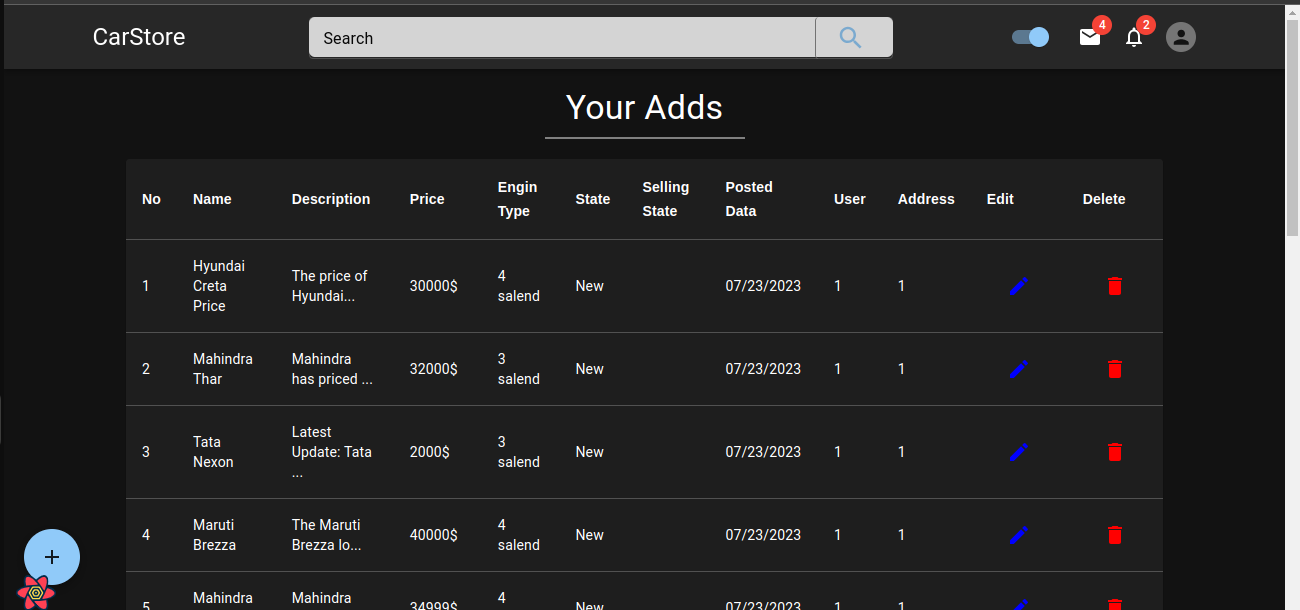 CarStore
Search
4
2
Your Adds
No Name Description Price Engin Type State Selling State Posted Data User Address Edit Delete
1 Hyundai Creta Price The price of Hyundai... 30000$ 4 salend New 07/23/2023 1 1
2 Mahindra Thar Mahindra has priced ... 32000$ 3 salend New 07/23/2023 1 1
3 Tata Nexon Latest Update: Tata ... 2000$ 3 salend New 07/23/2023 1 1
4 Maruti Brezza The Maruti Brezza lo... 40000$ 4 salend New 07/23/2023 1 1
5 Mahindra Mahindra 34999$ 4 New 07/23/2023 1 1